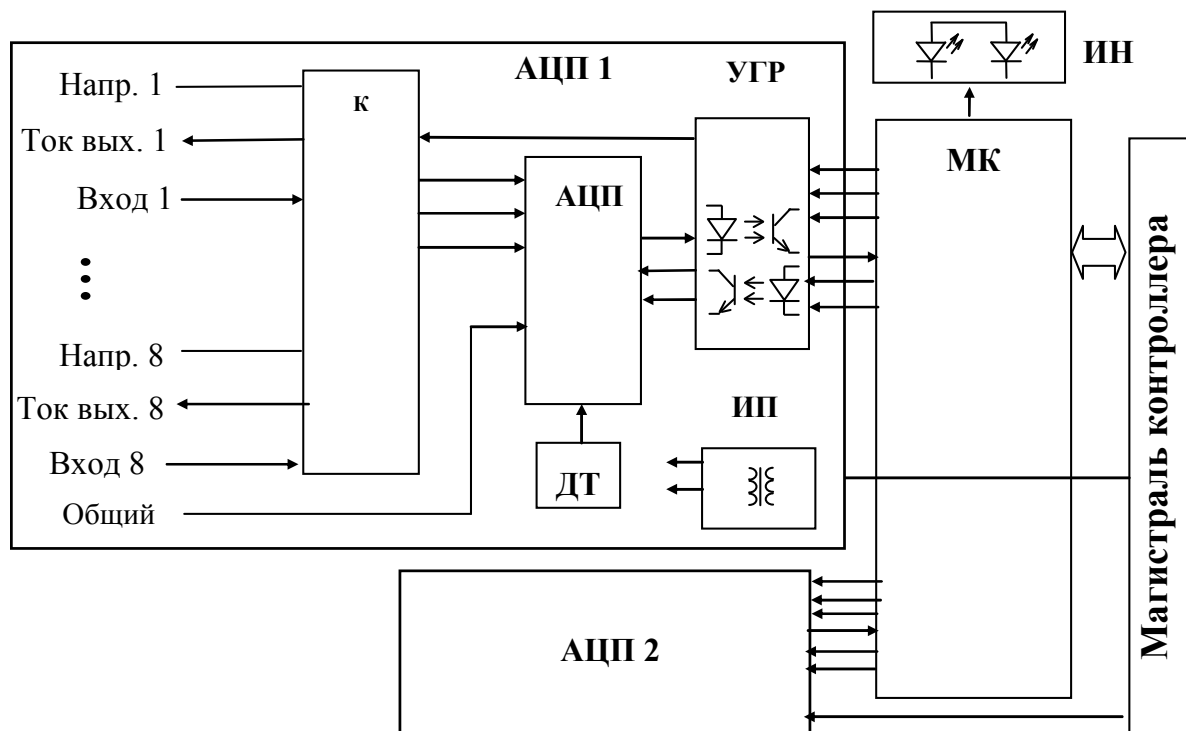 АЦП 1
УГР
ИН
Напр. 1
К
Ток вых. 1
МК
Вход 1
АЦП
...
Напр. 8
Ток вых. 8
ИП
Вход 8
ДТ
Общий
АЦП 2
Магистраль контроллера